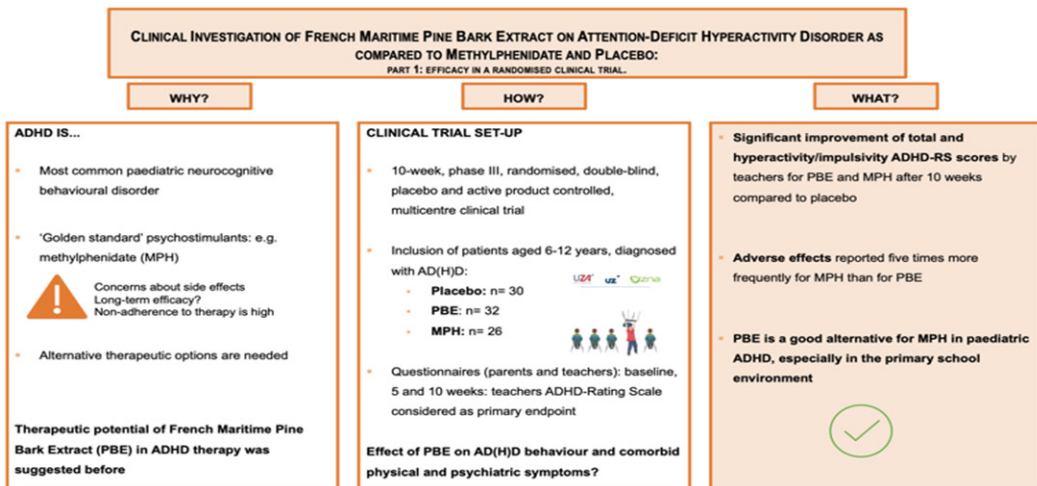 CLINICAL INVESTIGATION OF FRENCH MARITIME PINE BARK EXTRACT ON ATTENTION-DEFICIT HYPERACTIVITY DISORDER AS
COMPARED TO METHYLPHENIDATE AND PLACEBO:
PART 1: EFFICACY IN A RANDOMISED CLINICAL TRIAL.
WHY?
ADHD IS...
Most common paediatric neurocognitive
behavioural disorder
‘Golden standard’ psychostimulants: e.g.
methylphenidate (MPH)
Concerns about side effects
Long-term efficacy?
Non-adherence to therapy is high
Alternative therapeutic options are needed
Therapeutic potential of French Maritime Pine
Bark Extract (PBE) in ADHD therapy was
suggested before
HOW?
CLINICAL TRIAL SET-UP
10-week, phase III, randomised, double-blind,
placebo and active product controlled,
multicentre clinical trial
Inclusion of patients aged 6-12 years, diagnosed
with AD(H)D:
Placebo: n= 30
PBE: n= 32
MPH: n= 26
UZA
UZ
zna
Questionnaires (parents and teachers): baseline,
5 and 10 weeks: teachers ADHD-Rating Scale
considered as primary endpoint
Effect of PBE on AD(H)D behaviour and comorbid
physical and psychiatric symptoms?
WHAT?
Significant improvement of total and
hyperactivity/impulsivity ADHD-RS scores by
teachers for PBE and MPH after 10 weeks
compared to placebo
Adverse effects reported five times more
frequently for MPH than for PBE
PBE is a good alternative for MPH in paediatric
ADHD, especially in the primary school
environment